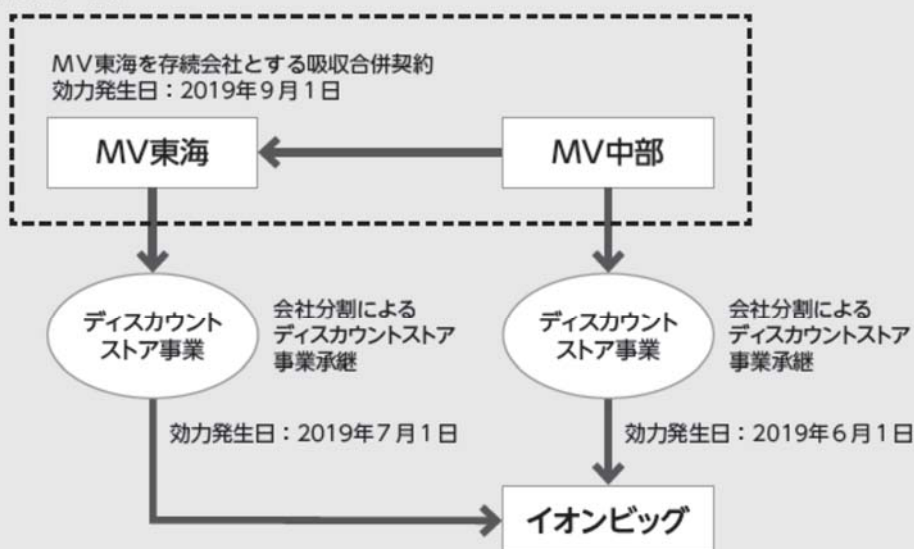 MV東海を存続会社とする吸収合併契約
効力発生日：2019年9月1日
MV東海
MV中部
ディスカウント
ストア事業
会社分割による
ディスカウントストア
事業承継
ディスカウント
ストア事業
会社分割による
ディスカウントストア
事業承継
効力発生日：2019年7月1日
効力発生日：2019年6月1日
イオンビッグ